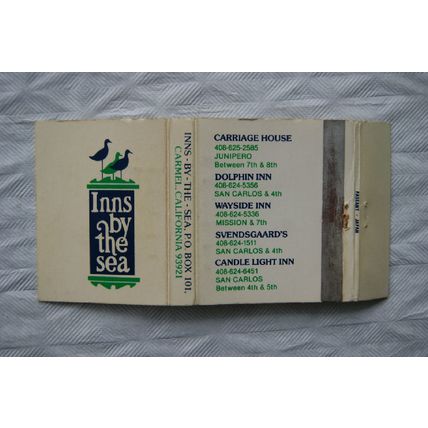 Inns
by
the
sea
INNS - BY - THE - SEA, P.O. BOX 101,
CARMEL, CALIFORNIA 93921
CARRIAGE HOUSE
408-625-2585
JUNIPERO
Between 7th & 8th
DOLPHIN INN
408-624-5356
SAN CARLOS & 4th
WAYSIDE INN
408-624-5336
MISSION & 7th
SVENDSGAARD'S
408-624-1511
SAN CARLOS & 4th
CANDLE LIGHT INN
408-624-6451
SAN CARLOS
Between 4th & 5th